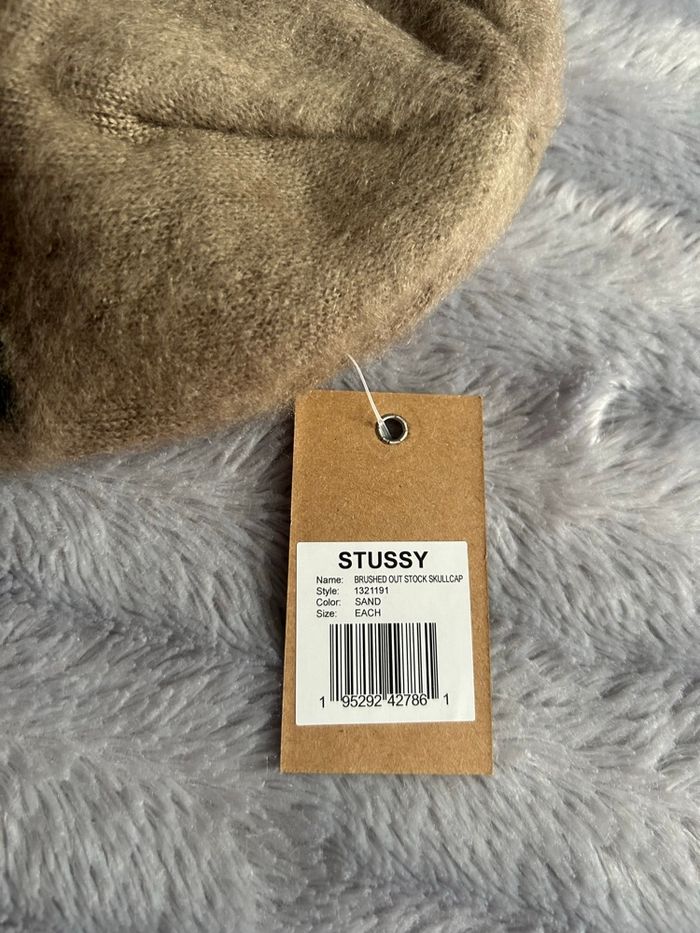 STUSSY
Name: BRUSHED OUT STOCK SKULLCAP
Style: 1321191
Color: SAND
Size: EACH
1 95292 42786 1